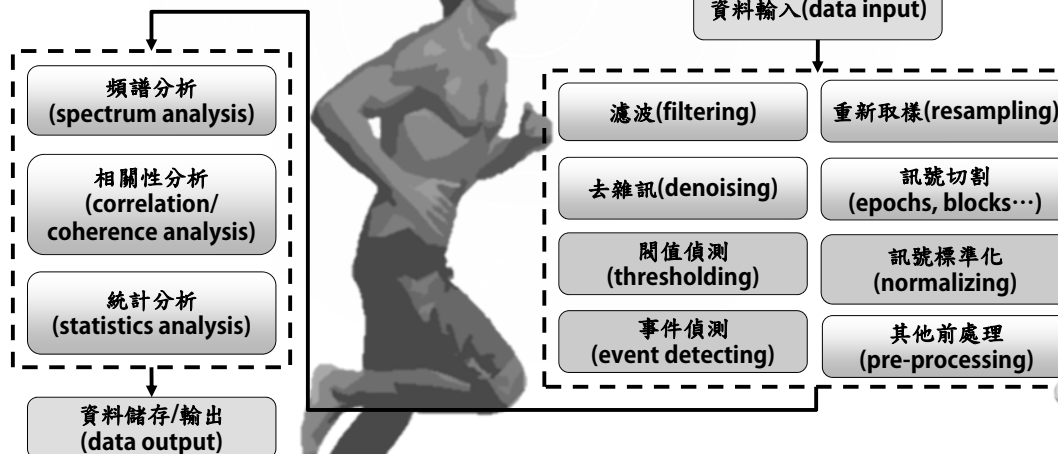 資料輸入(data input)
濾波(filtering)
重新取樣(resampling)
去雜訊(denoising)
訊號切割
(epochs, blocks⋯)
閥值偵測
(thresholding)
訊號標準化
(normalizing)
事件偵測
(event detecting)
其他前處理
(pre-processing)
頻譜分析
(spectrum analysis)
相關性分析
(correlation/
coherence analysis)
統計分析
(statistics analysis)
資料儲存/輸出
(data output)